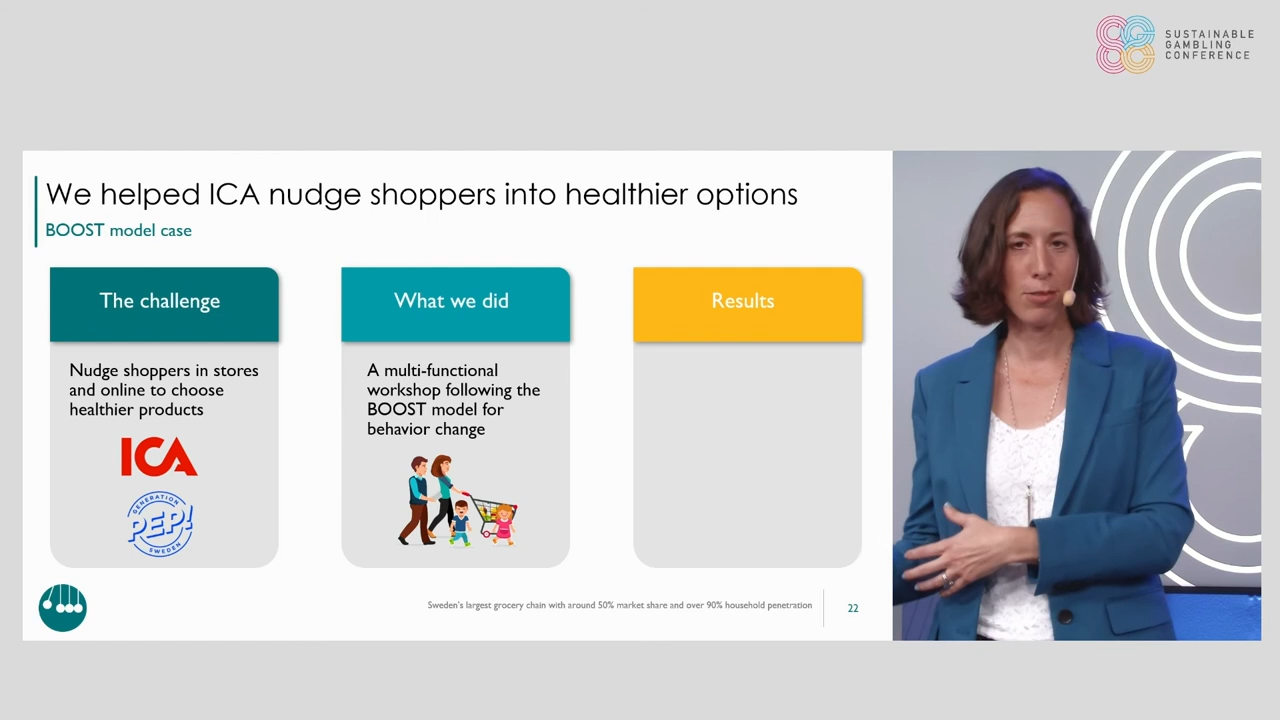 SUSTAINABLE
GAMBLING
CONFERENCE
We helped ICA nudge shoppers into healthier options
BOOST model case
The challenge
Nudge shoppers in stores
and online to choose
healthier products
ICA
GENERATION
PEP!
SWEDEN
What we did
A multi-functional
workshop following the
BOOST model for
behavior change
Results
Sweden's largest grocery chain with around 50% market share and over 90% household penetration
22